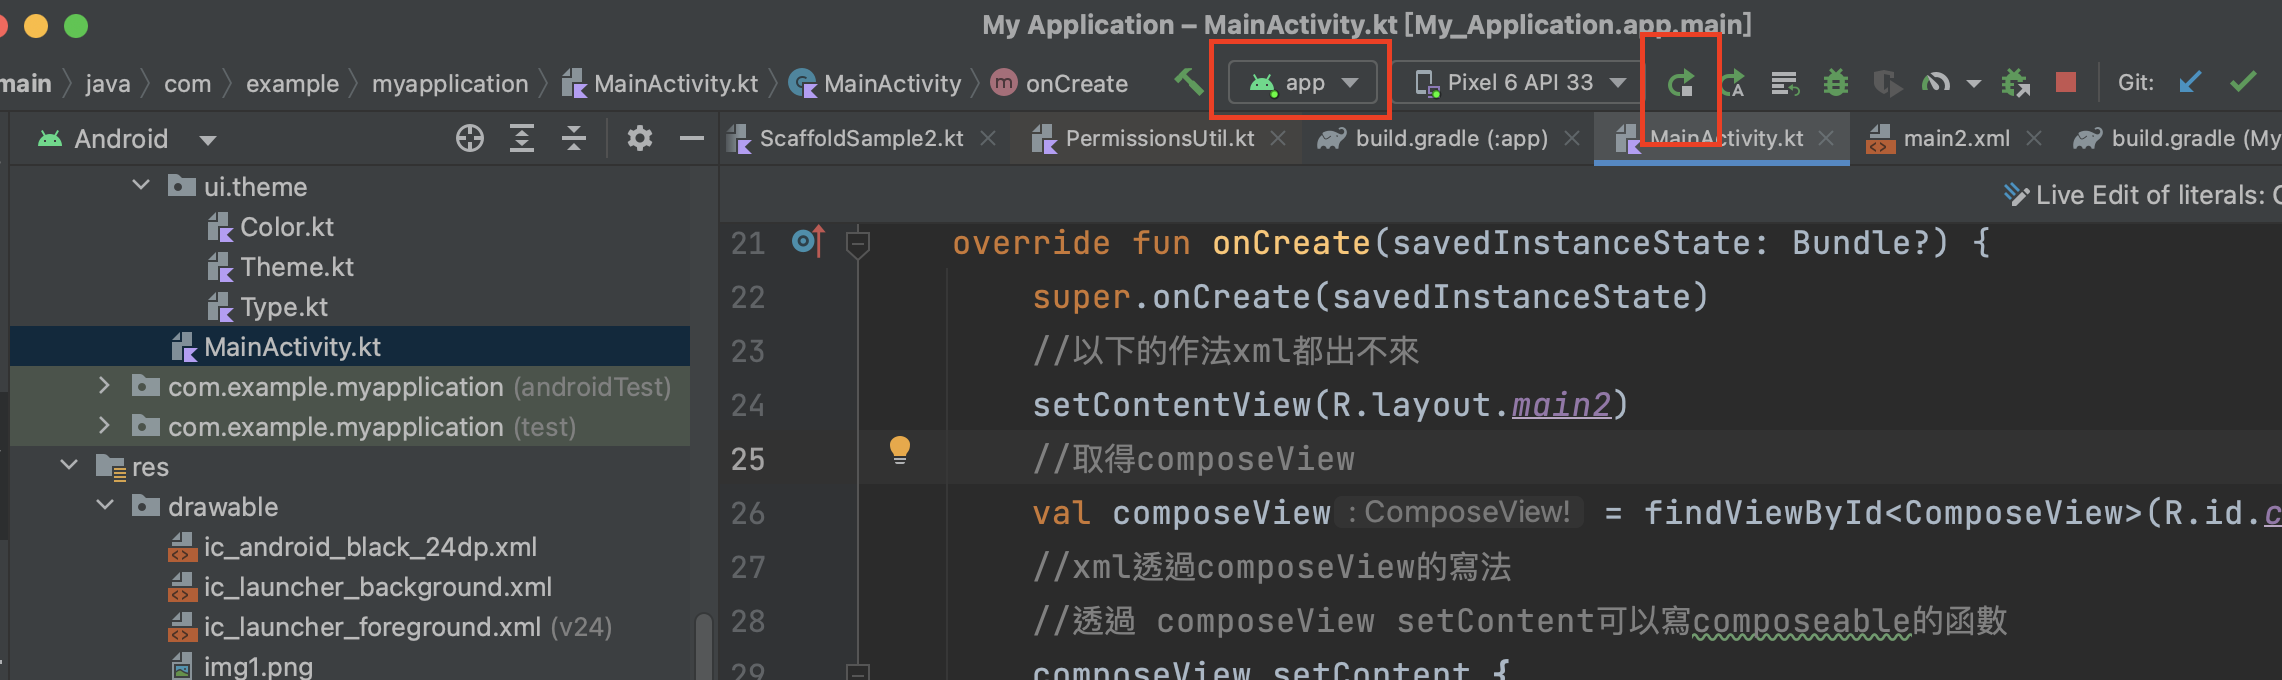 My Application – MainActivity.kt [My_Application.app.main]
main java com example myapplication MainActivity.kt MainActivity m onCreate app Pixel 6 API 33 Git:
Android
ScaffoldSample2.kt PermissionsUtil.kt build.gradle (:app) MainActivity.kt main2.xml build.gradle (My
Live Edit of literals:
ui.theme
Color.kt
Theme.kt
Type.kt
MainActivity.kt
com.example.myapplication (androidTest)
com.example.myapplication (test)
res
drawable
ic_android_black_24dp.xml
ic_launcher_background.xml
ic_launcher_foreground.xml (v24)
img1.png
21 override fun onCreate(savedInstanceState: Bundle?) {
22 super.onCreate(savedInstanceState)
23 //以下的作法xml都出不來
24 setContentView(R.layout.main2)
25 //取得composeView
26 val composeView : ComposeView! = findViewById<ComposeView>(R.id.c
27 //xml透過composeView的寫法
28 //透過 composeView setContent可以寫composeable的函數
29 composeView.setContent {